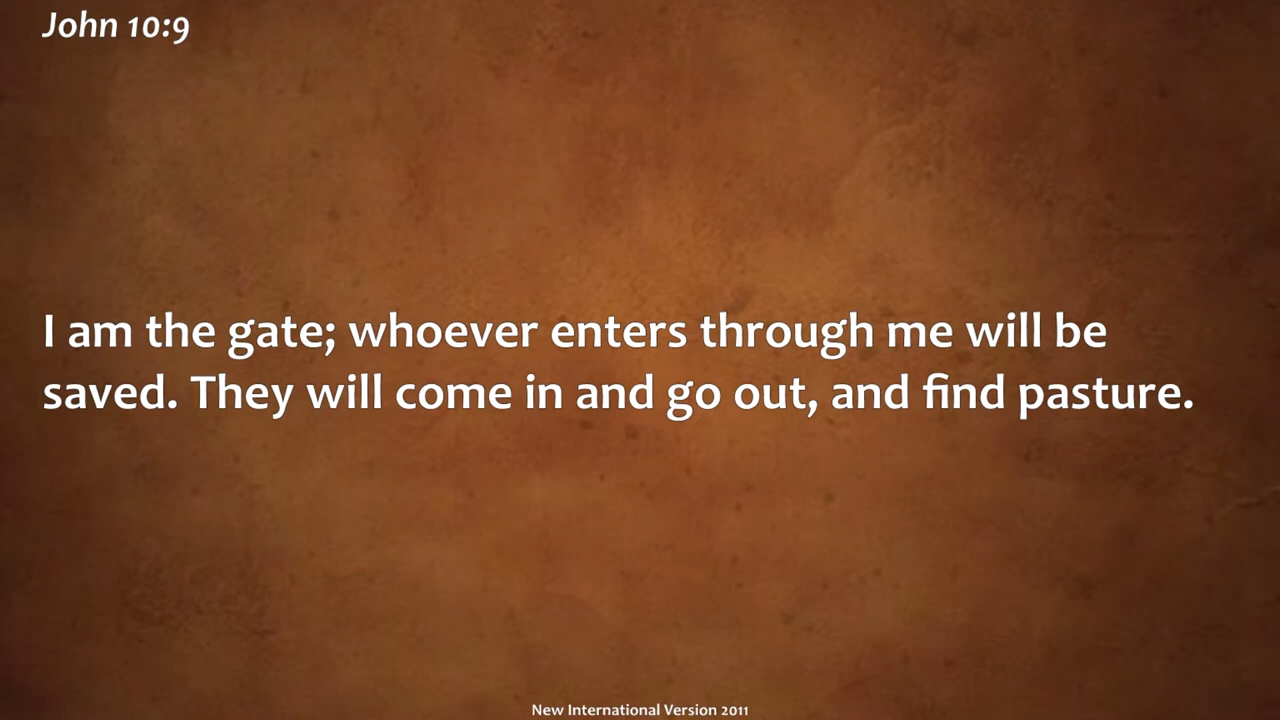 John 10:9
I am the gate; whoever enters through me will be
saved. They will come in and go out, and find pasture.
New International Version 2011